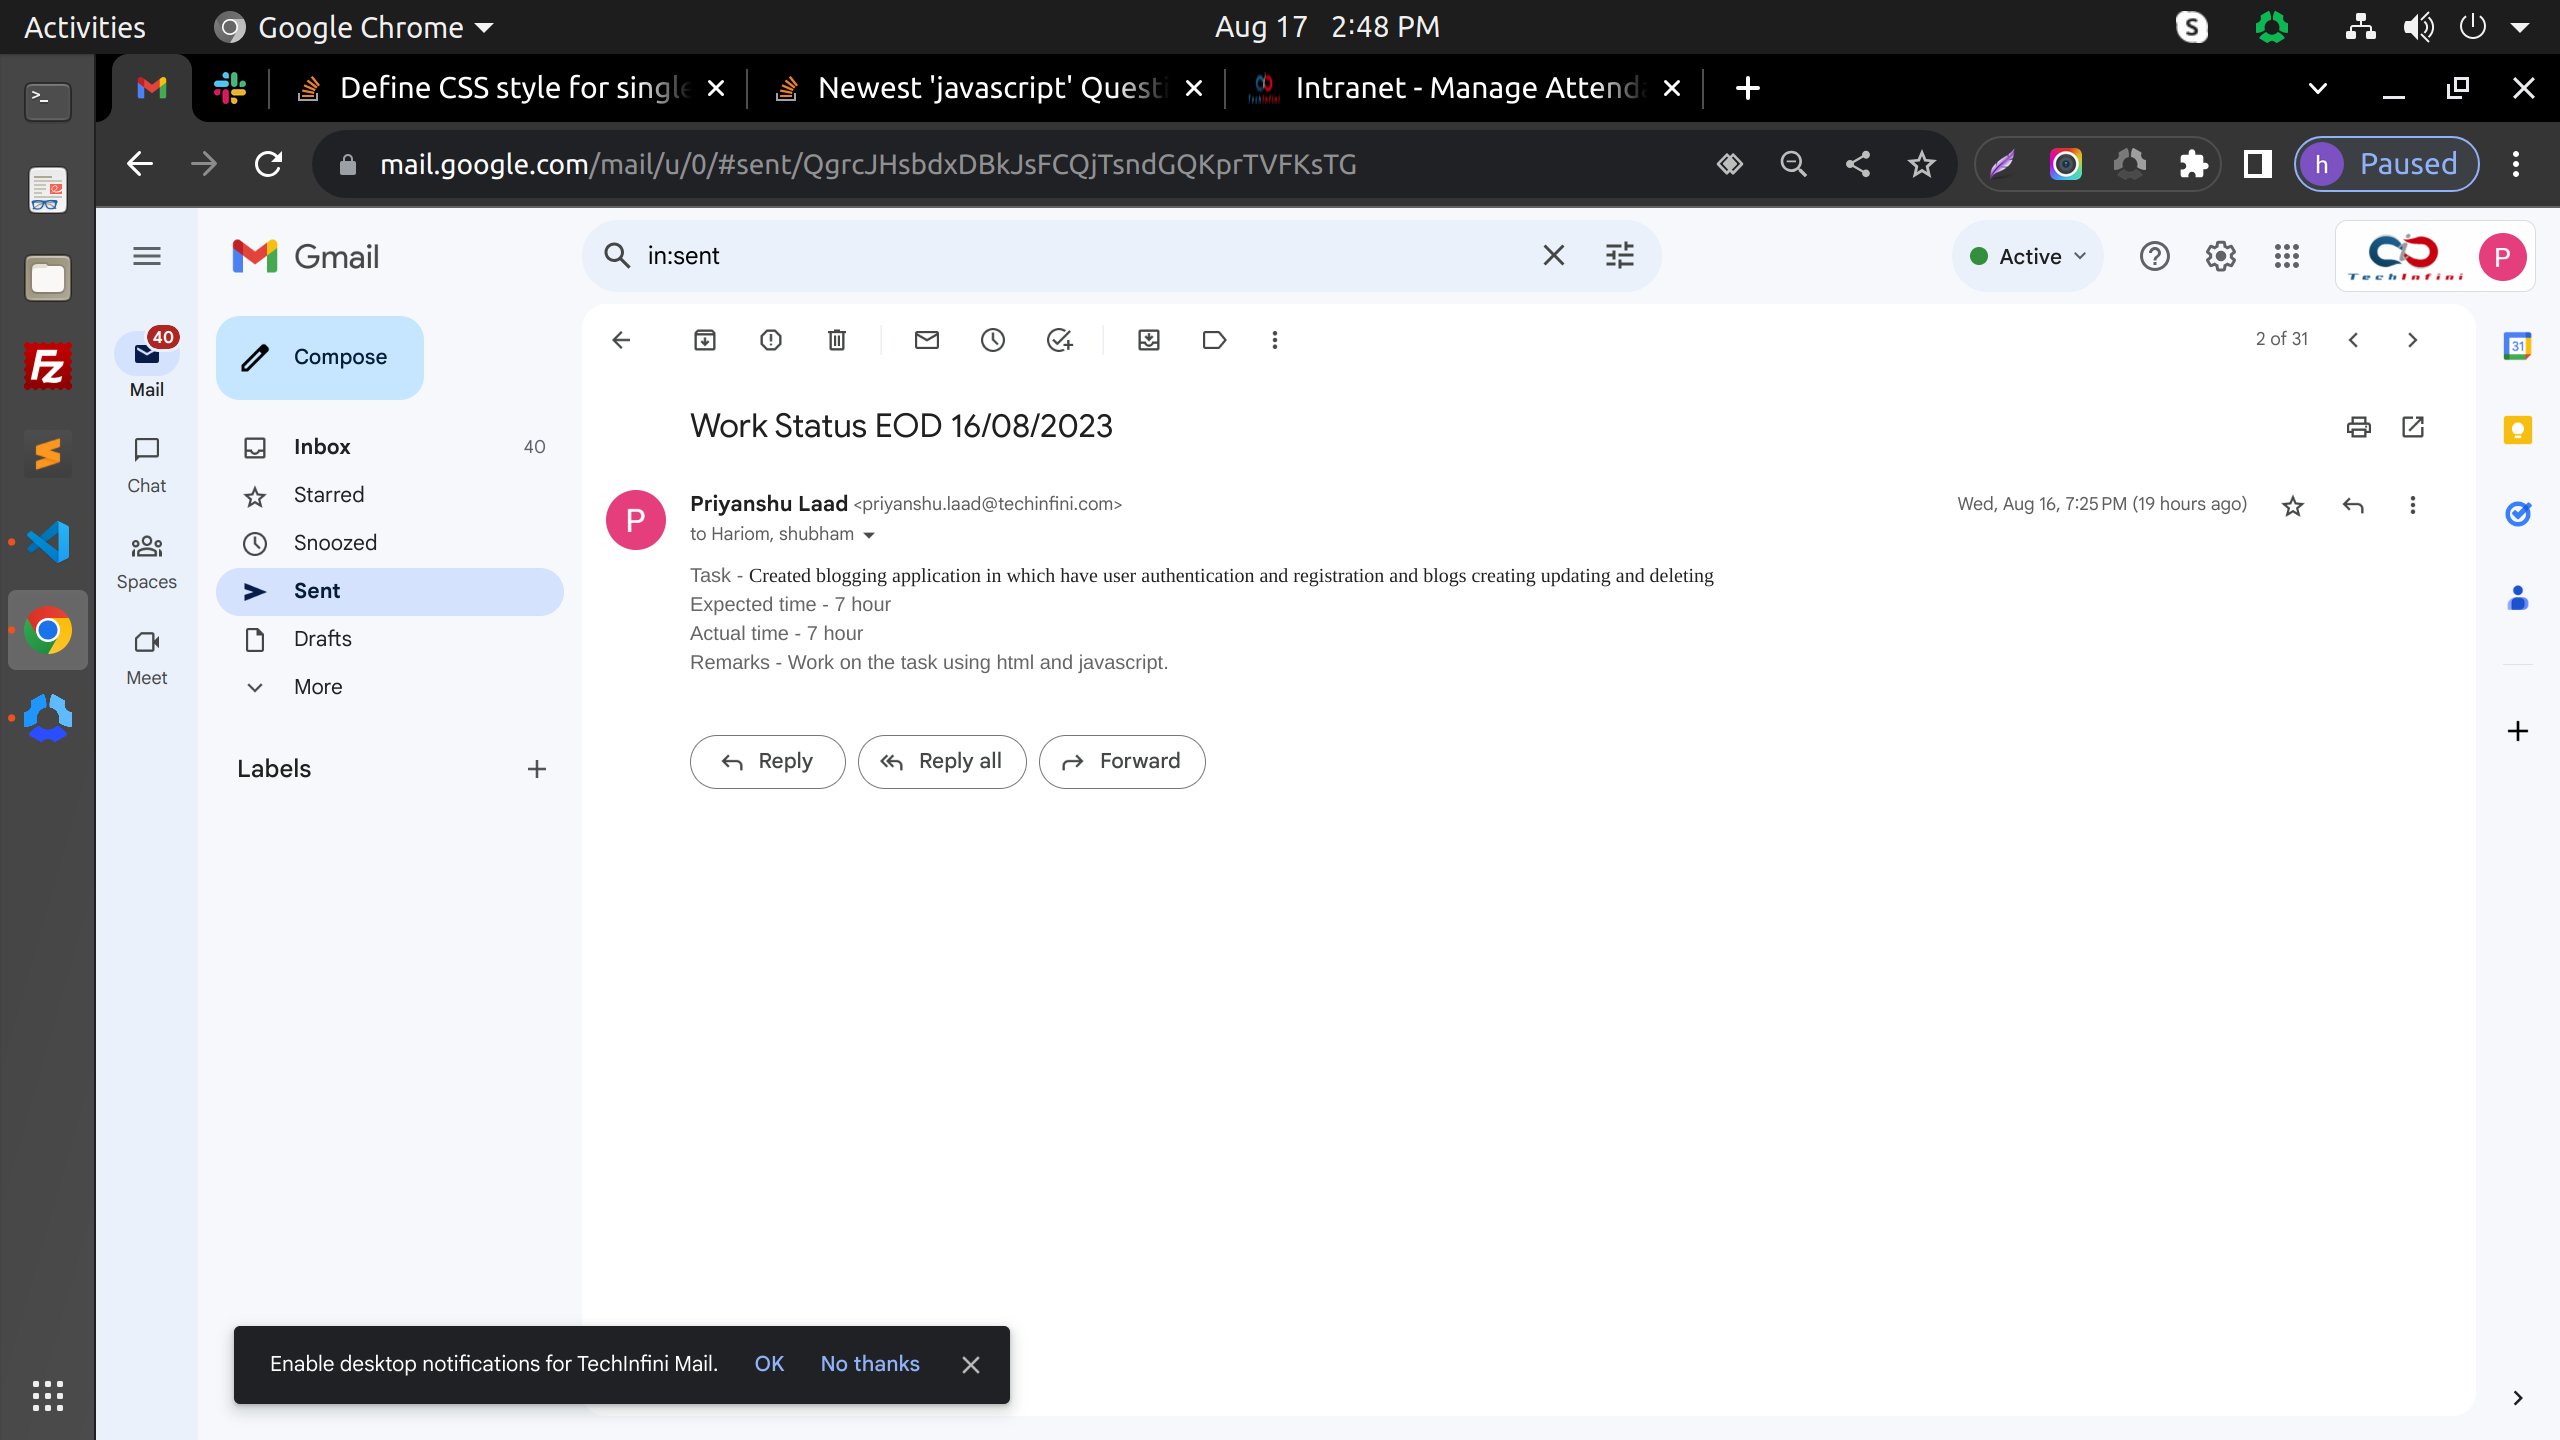 Activities
Google Chrome
Aug 17 2:48 PM
Define CSS style for single
Newest 'javascript' Questi
Intranet - Manage Attenda
mail.google.com/mail/u/0/#sent/QgrcJHsbdxDBkJsFCQjTsndGQKprTVFKsTG
h Paused
Gmail
in:sent
Active
TechInfini
P
40
Mail
Chat
Spaces
Meet
Compose
Inbox 40
Starred
Snoozed
Sent
Drafts
More
Labels
2 of 31
31
Work Status EOD 16/08/2023
P
Priyanshu Laad <priyanshu.laad@techinfini.com>
Wed, Aug 16, 7:25 PM (19 hours ago)
to Hariom, shubham
Task - Created blogging application in which have user authentication and registration and blogs creating updating and deleting
Expected time - 7 hour
Actual time - 7 hour
Remarks - Work on the task using html and javascript.
Reply
Reply all
Forward
Enable desktop notifications for TechInfini Mail. OK No thanks